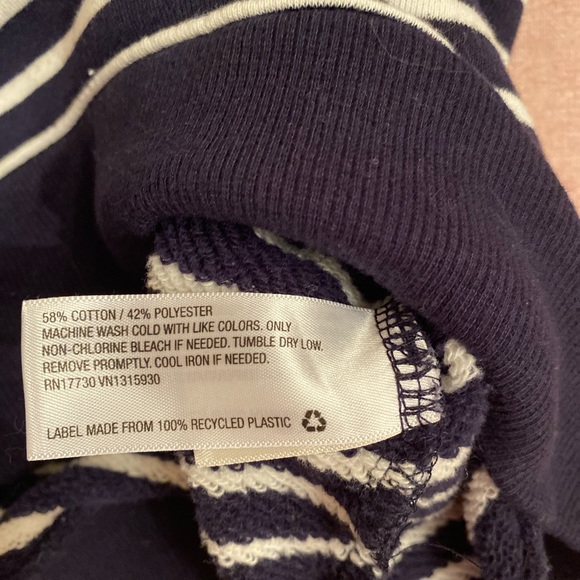 58% COTTON / 42% POLYESTER
MACHINE WASH COLD WITH LIKE COLORS. ONLY
NON-CHLORINE BLEACH IF NEEDED. TUMBLE DRY LOW.
REMOVE PROMPTLY. COOL IRON IF NEEDED.
RN17730 VN1315930
LABEL MADE FROM 100% RECYCLED PLASTIC